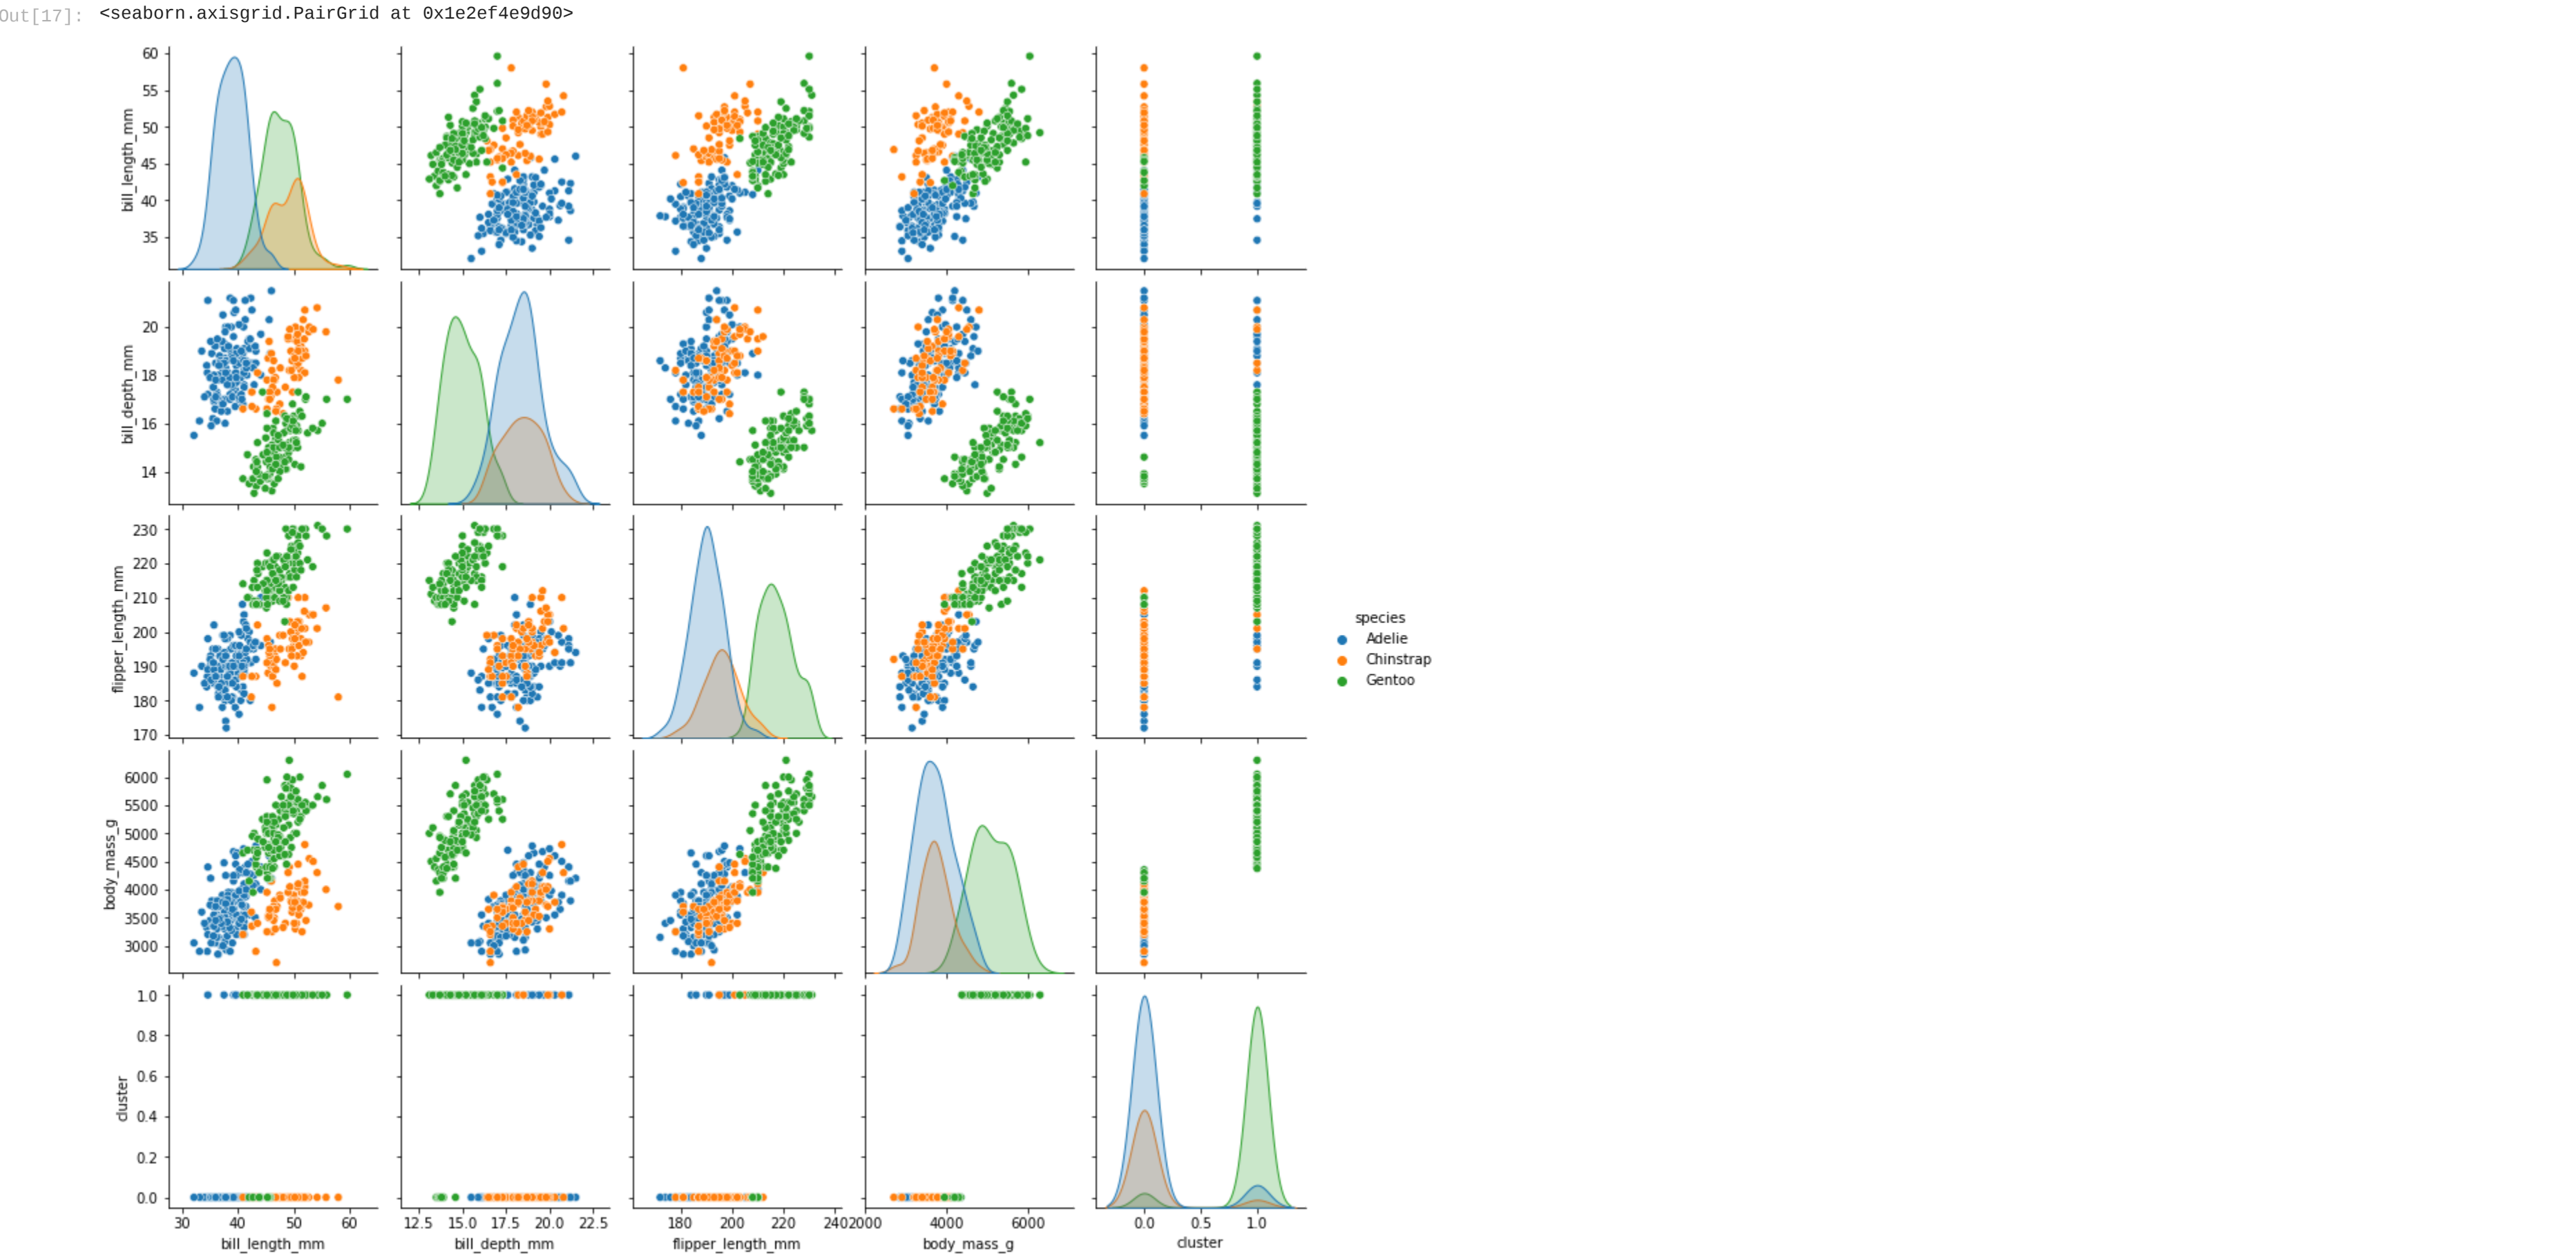 Out[17]: <seaborn.axisgrid.PairGrid at 0x1e2ef4e9d90>
60
55
50
45
40
35
bill_length_mm
20
18
16
14
bill_depth_mm
230
220
210
200
190
180
170
flipper_length_mm
species
Adelie
Chinstrap
Gentoo
6000
5500
5000
4500
4000
3500
3000
body_mass_g
1.0
0.8
0.6
0.4
0.2
0.0
cluster
30 40 50 60
12.5 15.0 17.5 20.0 22.5
180 200 220 240
2000 4000 6000
0.0 0.5 1.0
bill_length_mm
bill_depth_mm
flipper_length_mm
body_mass_g
cluster